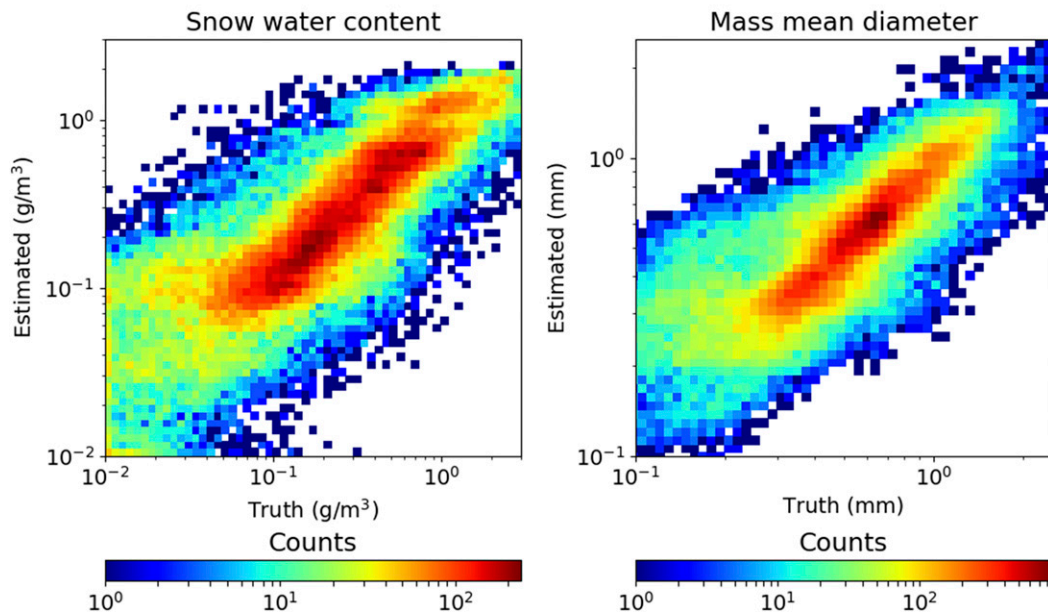 Snow water content
Estimated (g/m³)
10⁰
10⁻¹
10⁻²
10⁻² 10⁻¹ 10⁰
Truth (g/m³)
Counts
10⁰ 10¹ 10²
Mass mean diameter
Estimated (mm)
10⁰
10⁻¹
10⁻¹ 10⁰
Truth (mm)
Counts
10⁰ 10¹ 10²